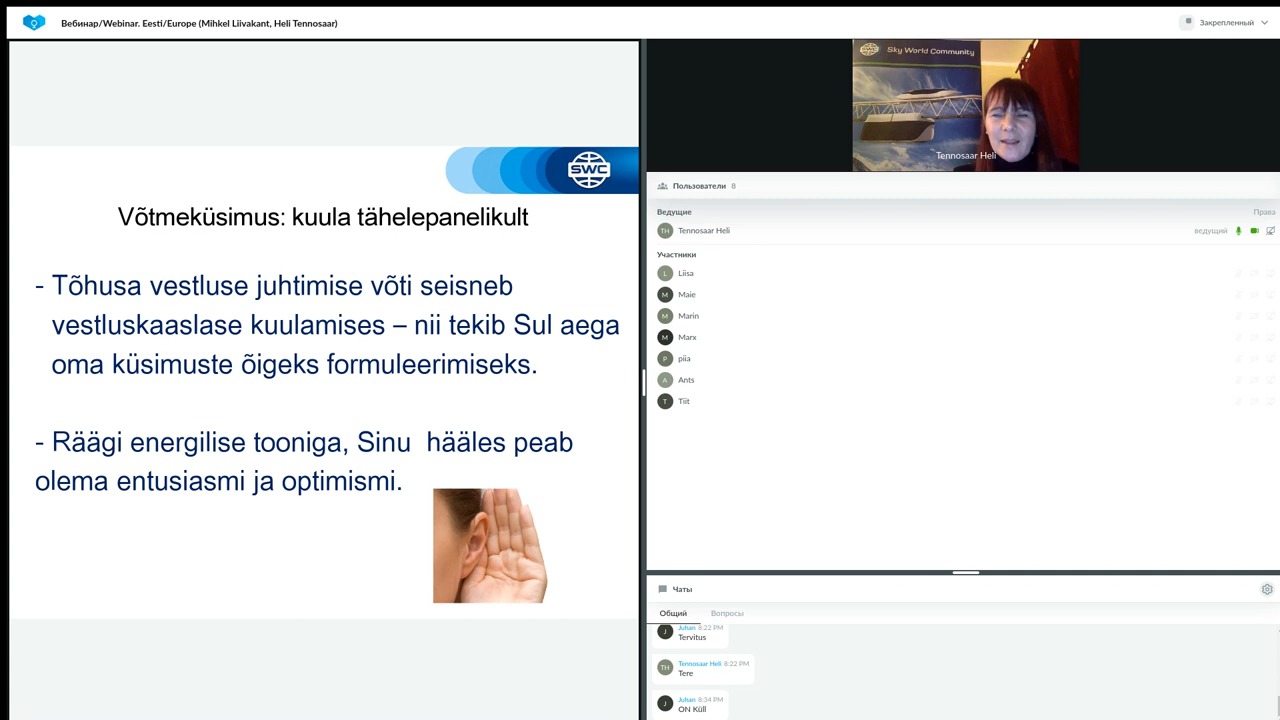 Вебинар/Webinar. Eesti/Europe (Mihkel Liivakant, Heli Tennosaar)
Закрепленный
SWC
Võtmeküsimus: kuula tähelepanelikult
- Tõhusa vestluse juhtimise võti seisneb
vestluskaaslase kuulamises – nii tekib Sul aega
oma küsimuste õigeks formuleerimiseks.
- Räägi energilise tooniga, Sinu hääles peab
olema entusiasmi ja optimismi.
SWC
Sky World Community
Tennosaar Heli
Пользователи 8
Ведущие
Права
TH Tennosaar Heli
ведущий
Участники
L Liisa
M Maie
M Marin
M Marx
P piia
A Ants
T Tiit
Чаты
Общий
Вопросы
J Juhan 8:22 PM
Tervitus
TH Tennosaar Heli 8:22 PM
Tere
J Juhan 8:34 PM
ON Küll